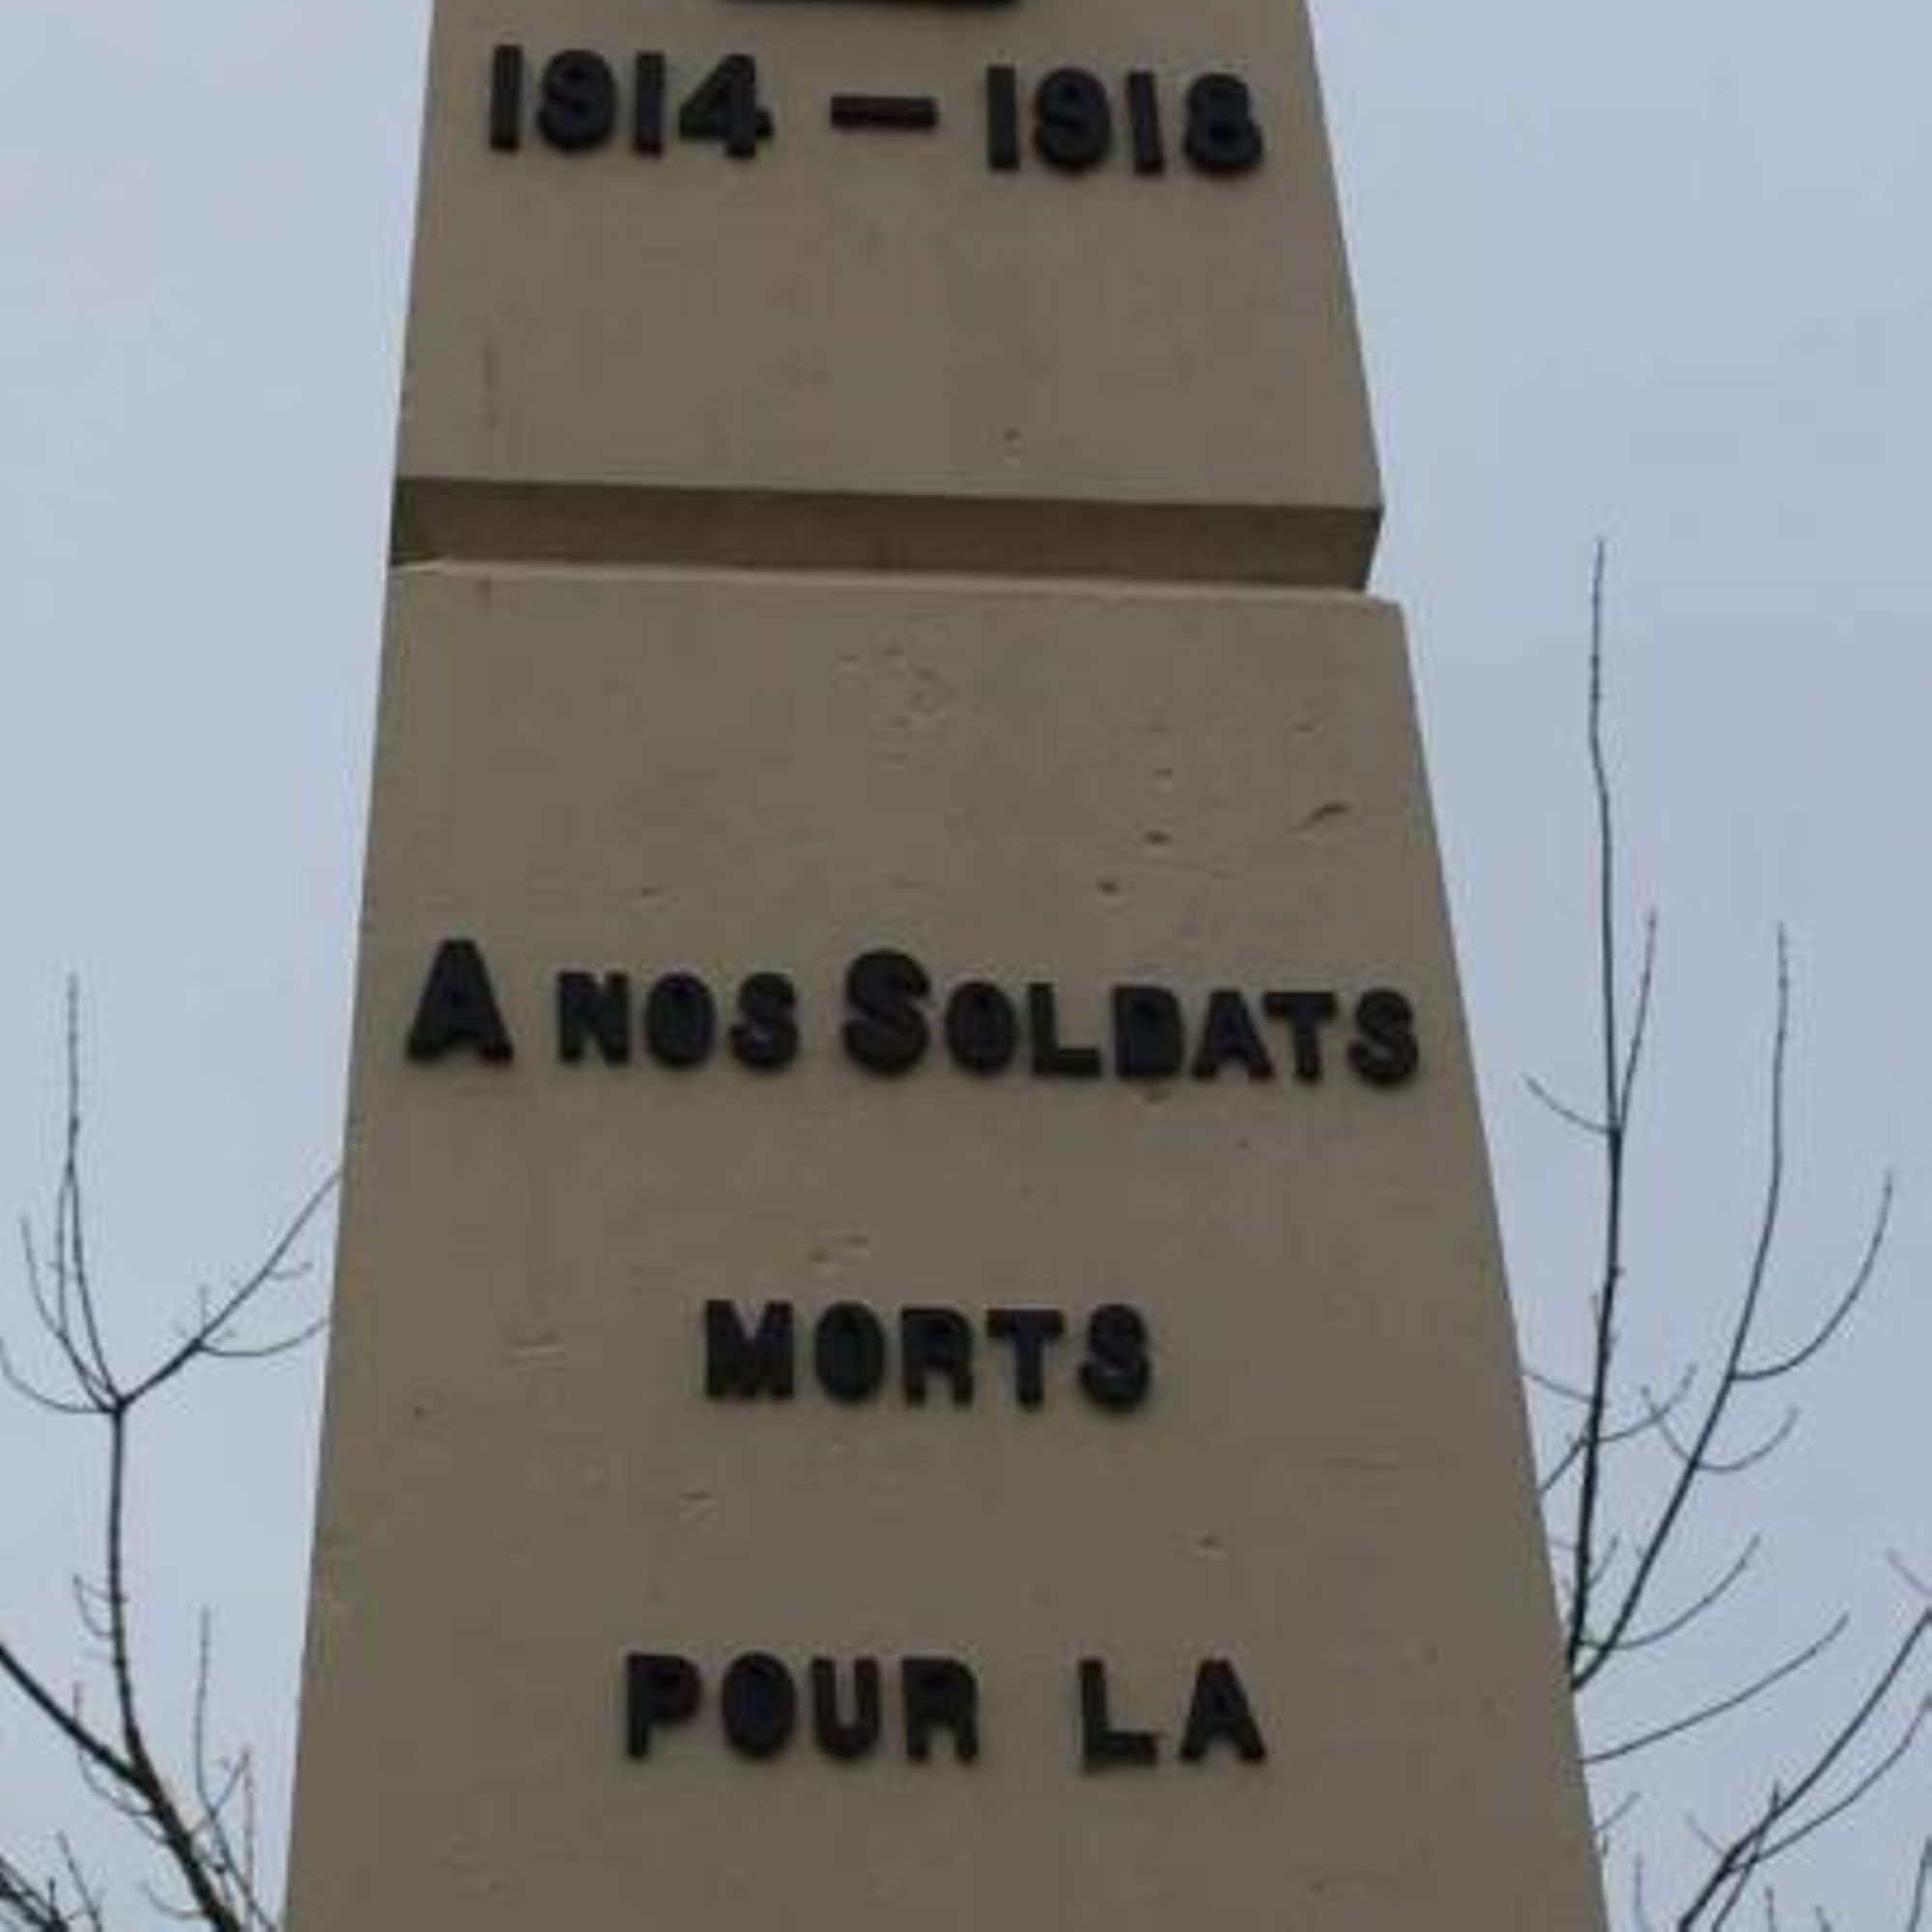 1914 — 1918
A NOS SOLDATS
MORTS
POUR LA